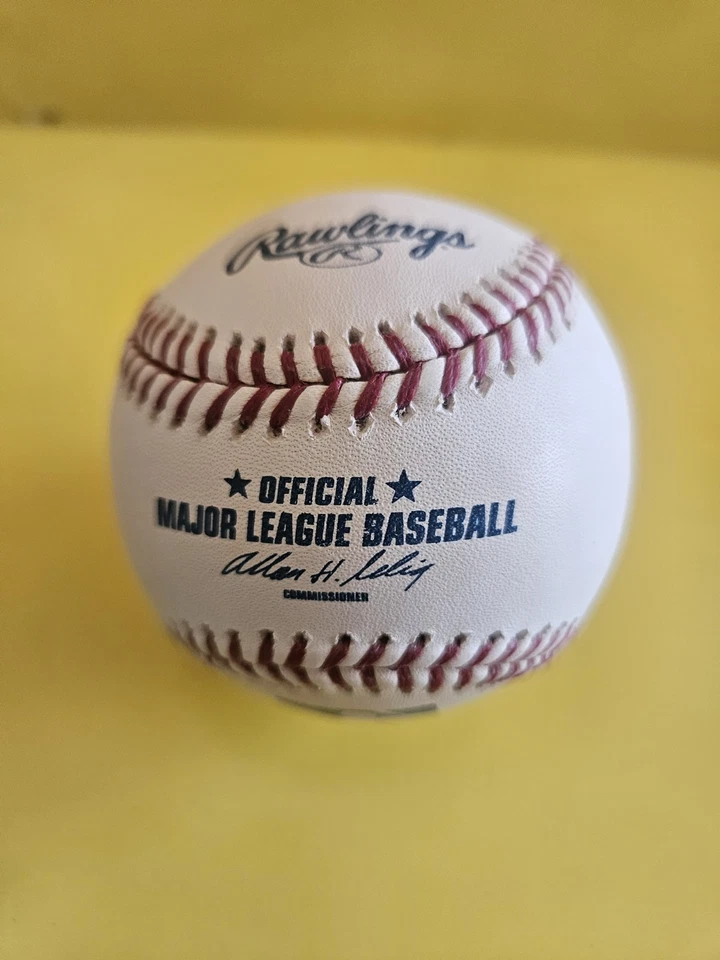 Rawlings
R
★ OFFICIAL ★
MAJOR LEAGUE BASEBALL
Allan H. Selig
COMMISSIONER